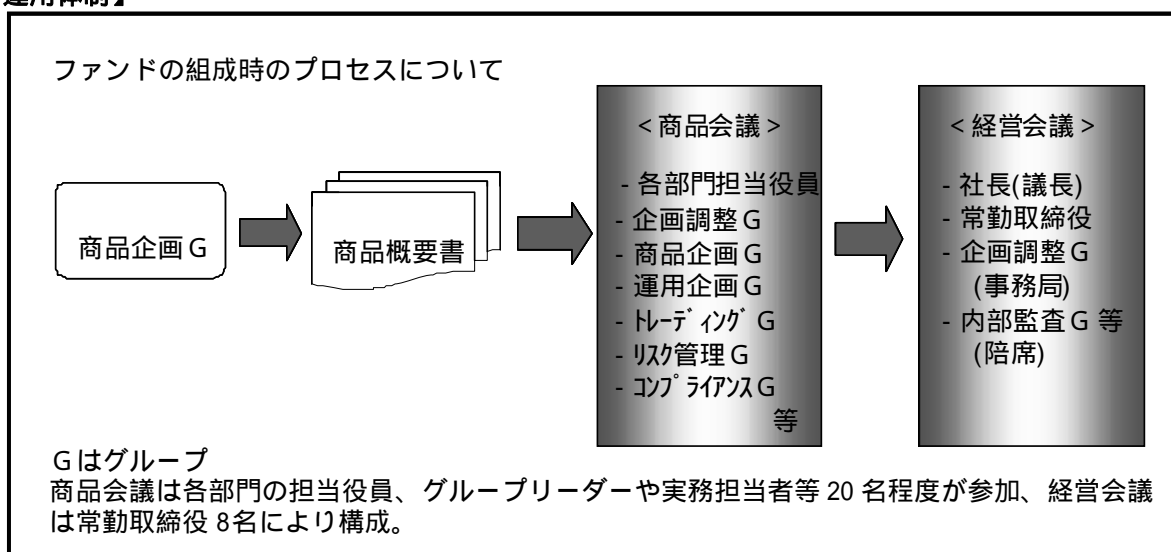 運用体制】
ファンドの組成時のプロセスについて
商品企画G
商品概要書
<商品会議>
- 各部門担当役員
- 企画調整G
- 商品企画G
- 運用企画G
- ﾄﾚｰﾃﾞｨﾝｸﾞ G
- ﾘｽｸ管理G
- ｺﾝﾌﾟﾗｲｱﾝｽG
等
<経営会議>
- 社長(議長)
- 常勤取締役
- 企画調整G
(事務局)
- 内部監査G 等
(陪席)
Gはグループ
商品会議は各部門の担当役員、グループリーダーや実務担当者等 20 名程度が参加、経営会議
は常勤取締役 8名により構成。